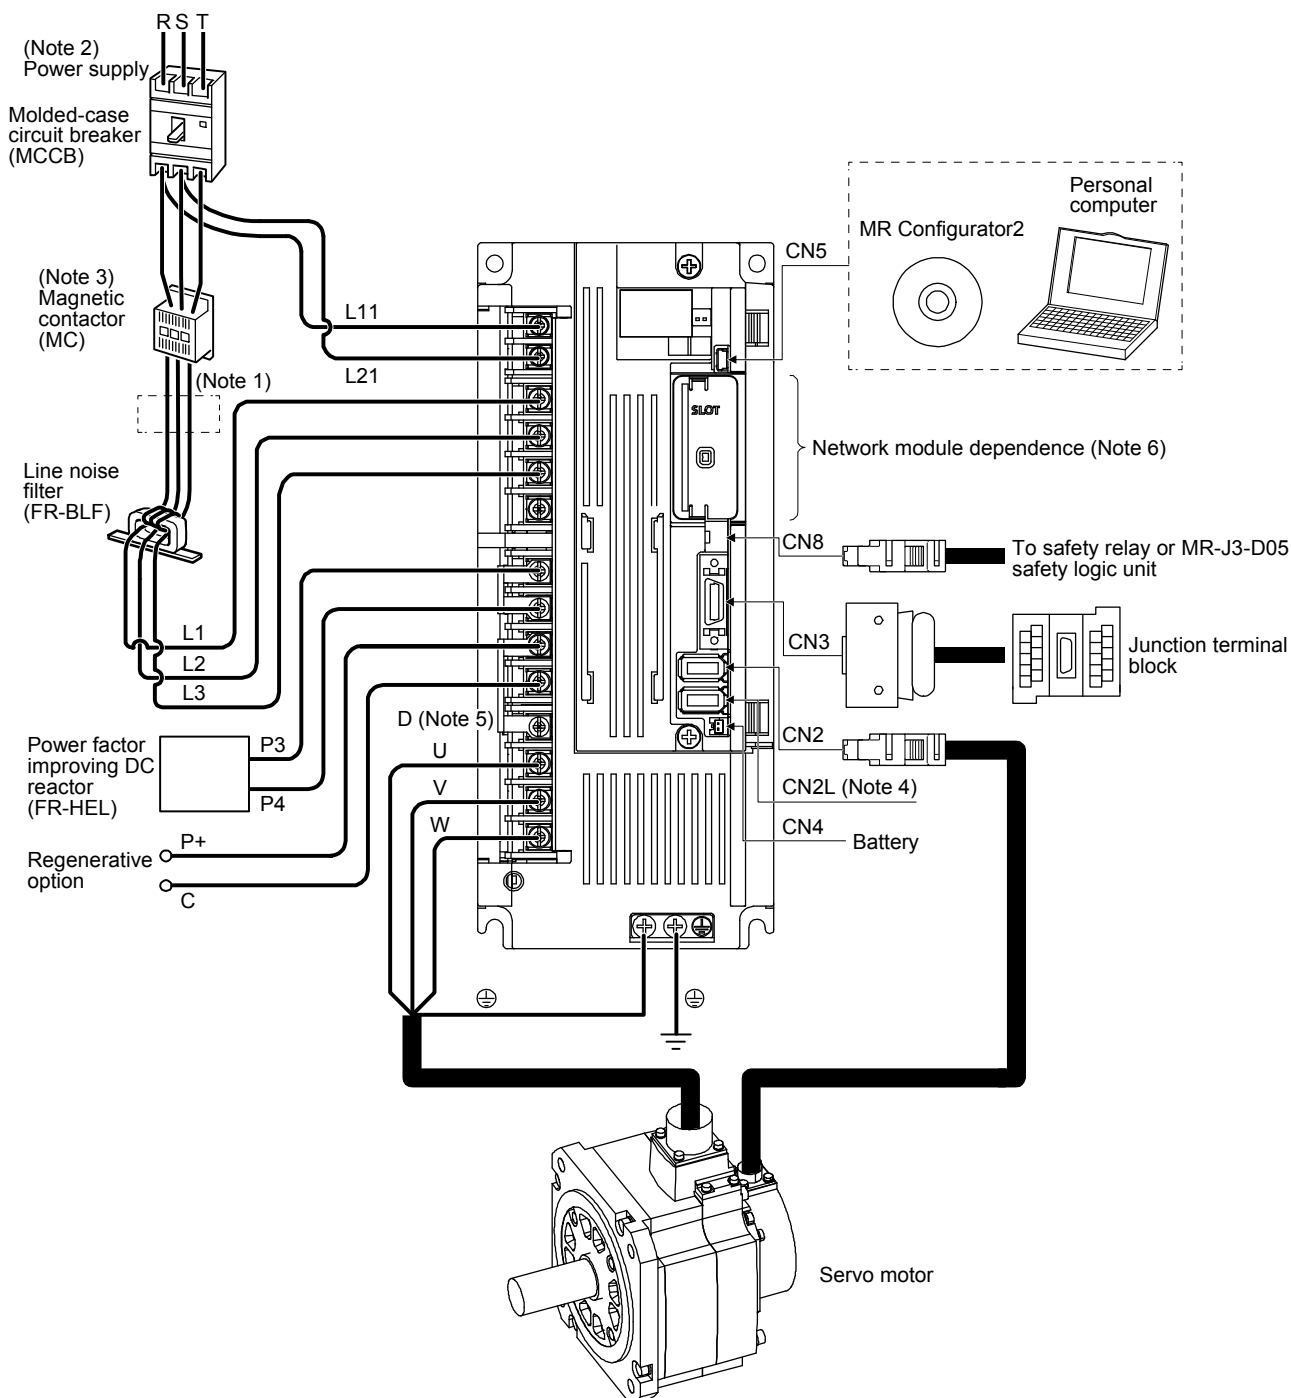 R S T
(Note 2)
Power supply
Molded-case
circuit breaker
(MCCB)
(Note 3)
Magnetic
contactor
(MC)
L11
L21
(Note 1)
Line noise
filter
(FR-BLF)
L1
L2
L3
D (Note 5)
Power factor
improving DC
reactor
(FR-HEL)
P3
P4
U
V
W
Regenerative
option
P+
C
SLOT
CN5
MR Configurator2
Personal
computer
Network module dependence (Note 6)
CN8
To safety relay or MR-J3-D05
safety logic unit
CN3
Junction terminal
block
CN2
CN2L (Note 4)
CN4
Battery
Servo motor